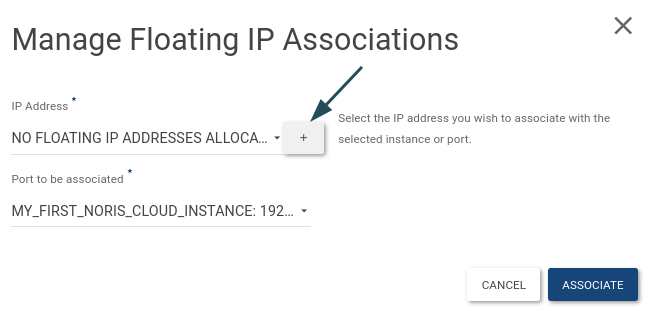 Manage Floating IP Associations
IP Address *
NO FLOATING IP ADDRESSES ALLOCA...
+
Select the IP address you wish to associate with the
selected instance or port.
Port to be associated *
MY_FIRST_NORIS_CLOUD_INSTANCE: 192...
CANCEL
ASSOCIATE